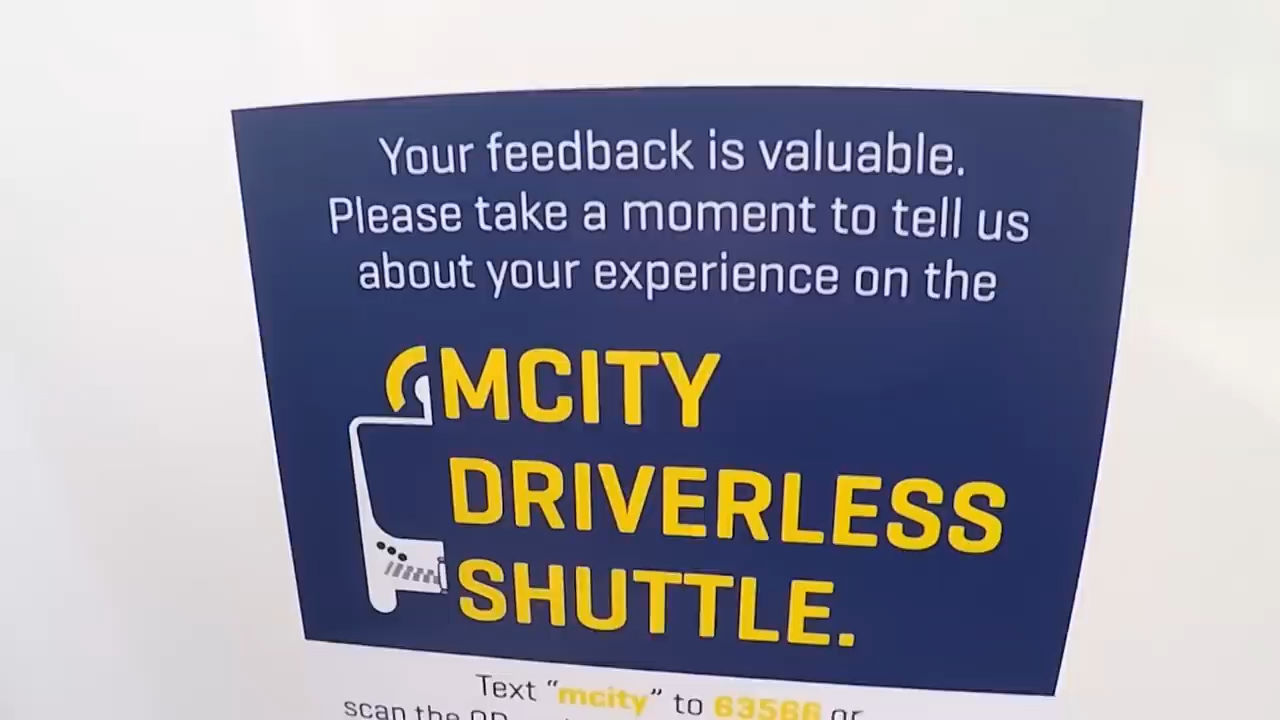 Your feedback is valuable.
Please take a moment to tell us
about your experience on the
MCITY
DRIVERLESS
SHUTTLE.
Text “mcity” to 63566 or
scan the QR